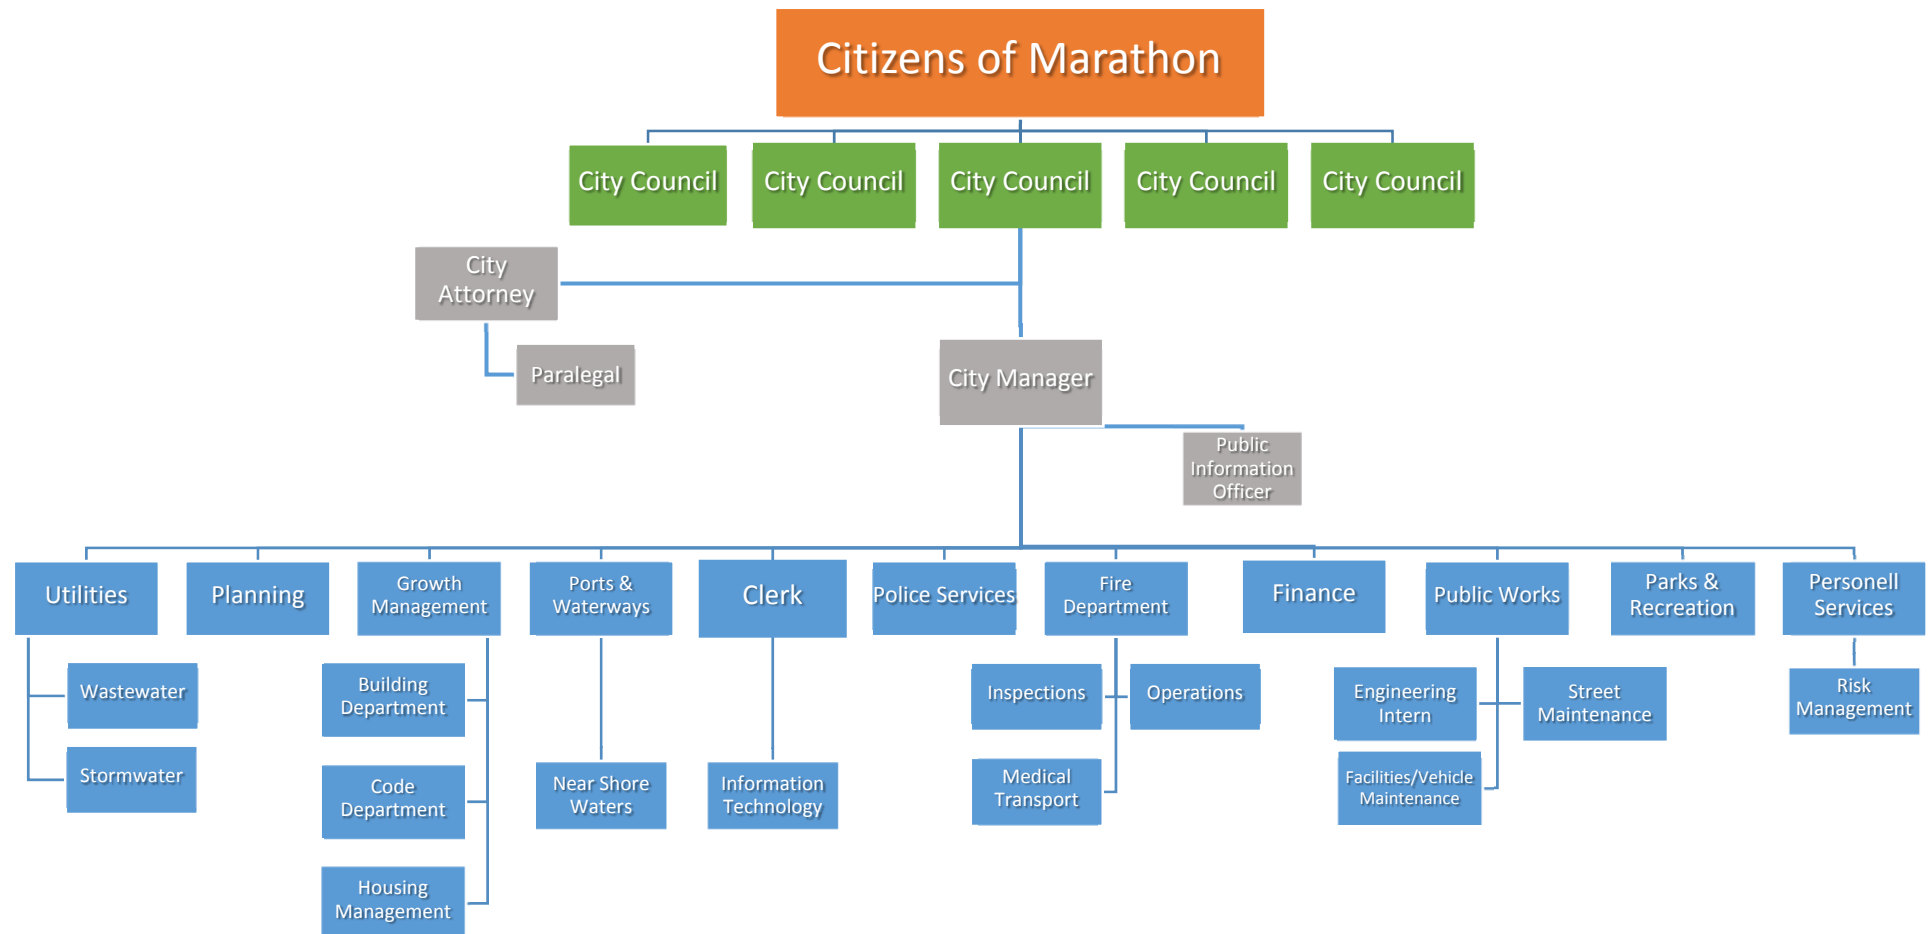 Citizens of Marathon
City Council
City Council
City Council
City Council
City Council
City
Attorney
Paralegal
City Manager
Public
Information
Officer
Utilities
Planning
Growth
Management
Ports &
Waterways
Clerk
Police Services
Fire
Department
Finance
Public Works
Parks &
Recreation
Personell
Services
Wastewater
Stormwater
Building
Department
Code
Department
Housing
Management
Near Shore
Waters
Information
Technology
Inspections
Operations
Medical
Transport
Engineering
Intern
Street
Maintenance
Facilities/Vehicle
Maintenance
Risk
Management